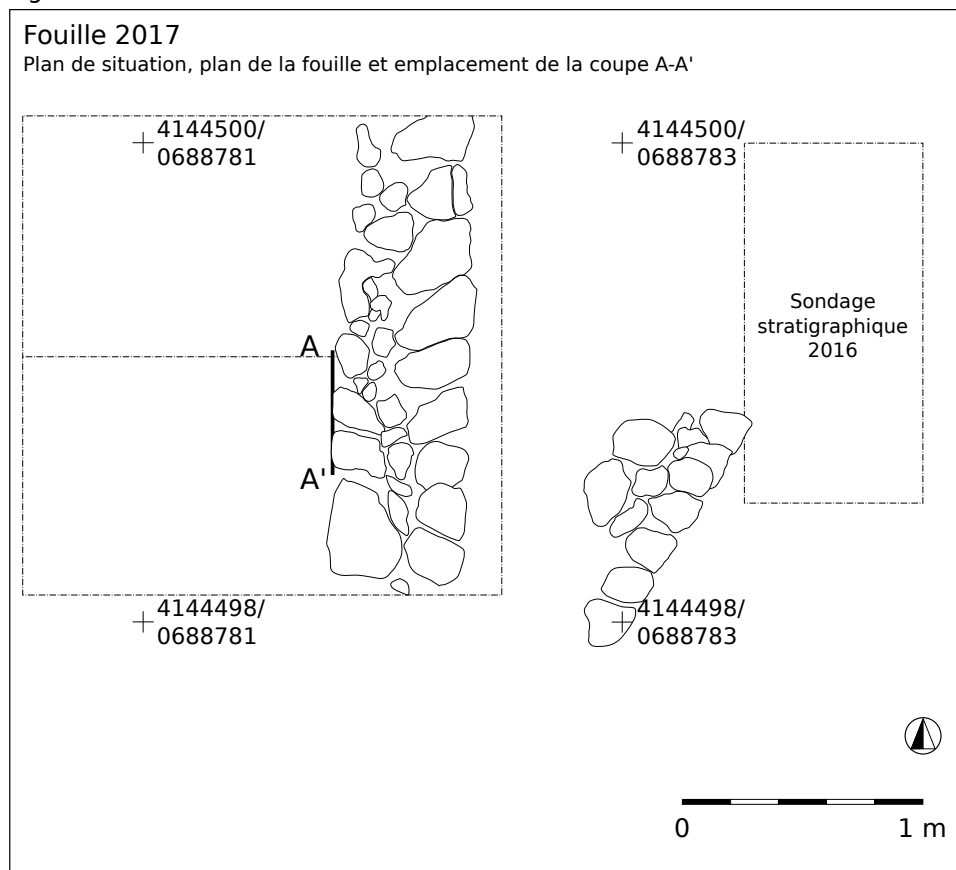 Fouille 2017
Plan de situation, plan de la fouille et emplacement de la coupe A-A'
4144500/
0688781
4144500/
0688783
Sondage
stratigraphique
2016
A
A'
4144498/
0688781
4144498/
0688783
0 1 m